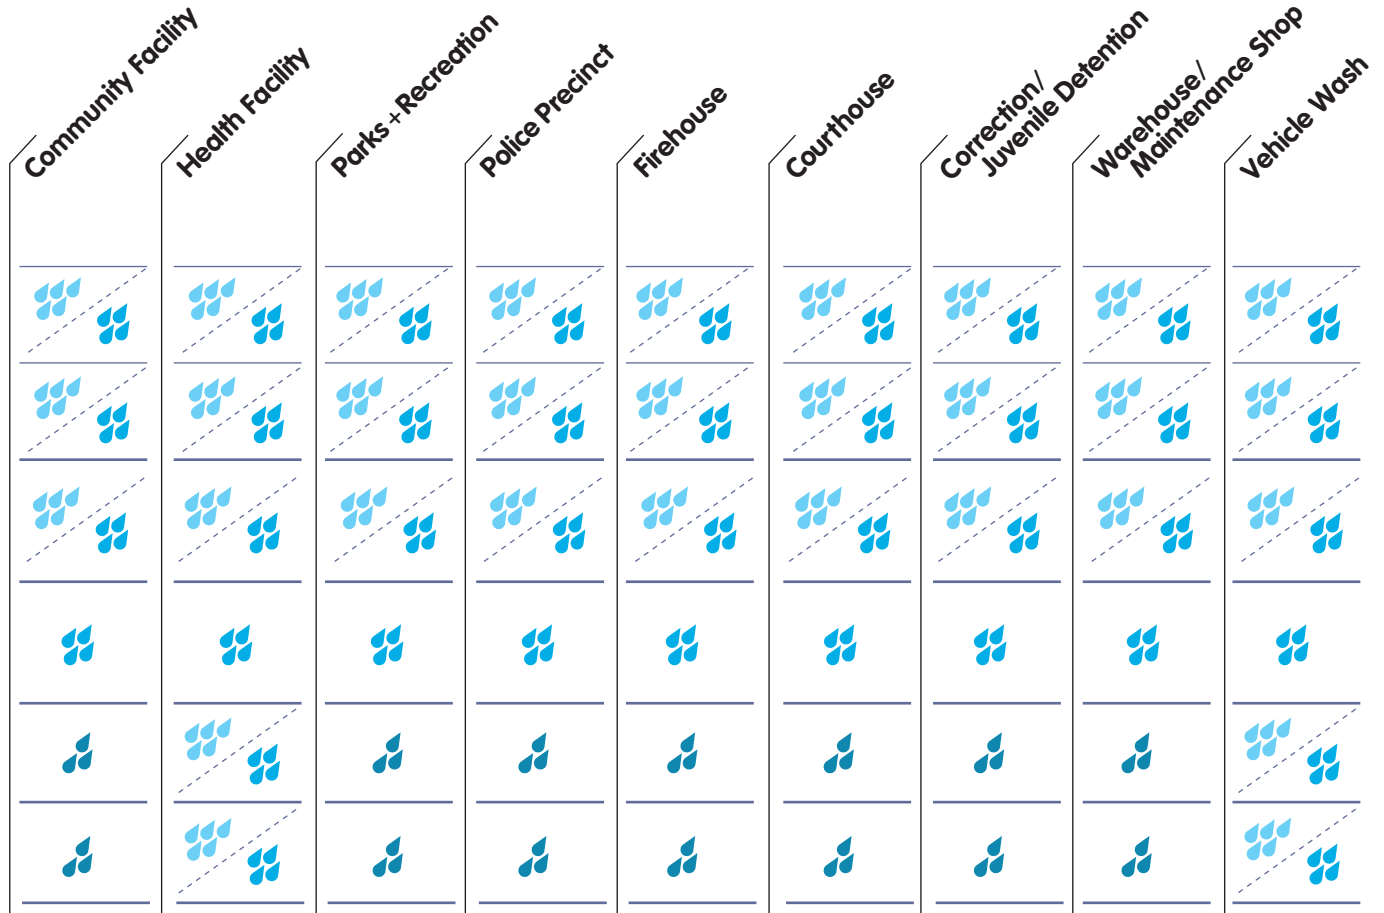 Community Facility
Health Facility
Parks +Recreation
Police Precinct
Firehouse
Courthouse
Correction/
Juvenile Detention
Warehouse/
Maintenance Shop
Vehicle Wash